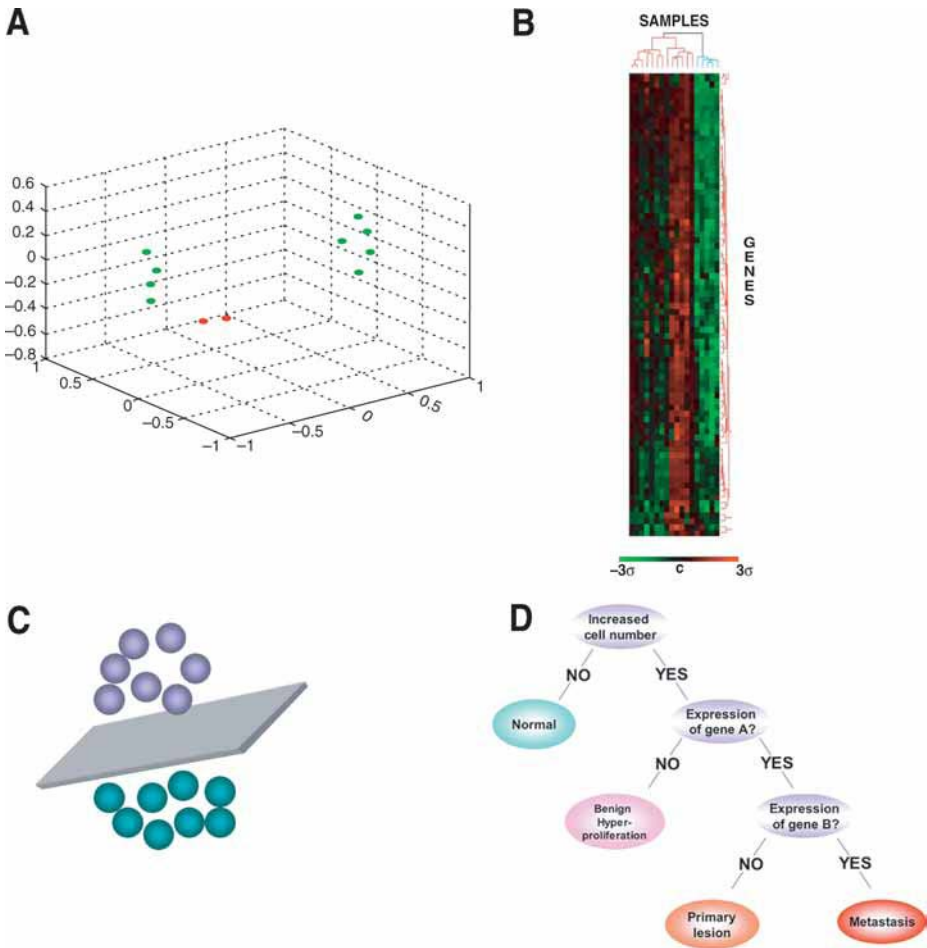 A
0.6
0.4
0.2
0
−0.2
−0.4
−0.6
−0.8
1
0.5
0
−0.5
−1
−1
−0.5
0
0.5
1
B
SAMPLES
G
E
N
E
S
−3σ
c
3σ
C
D
Increased
cell number
NO
YES
Normal
Expression
of gene A?
NO
YES
Benign
Hyper-
proliferation
Expression
of gene B?
NO
YES
Primary
lesion
Metastasis